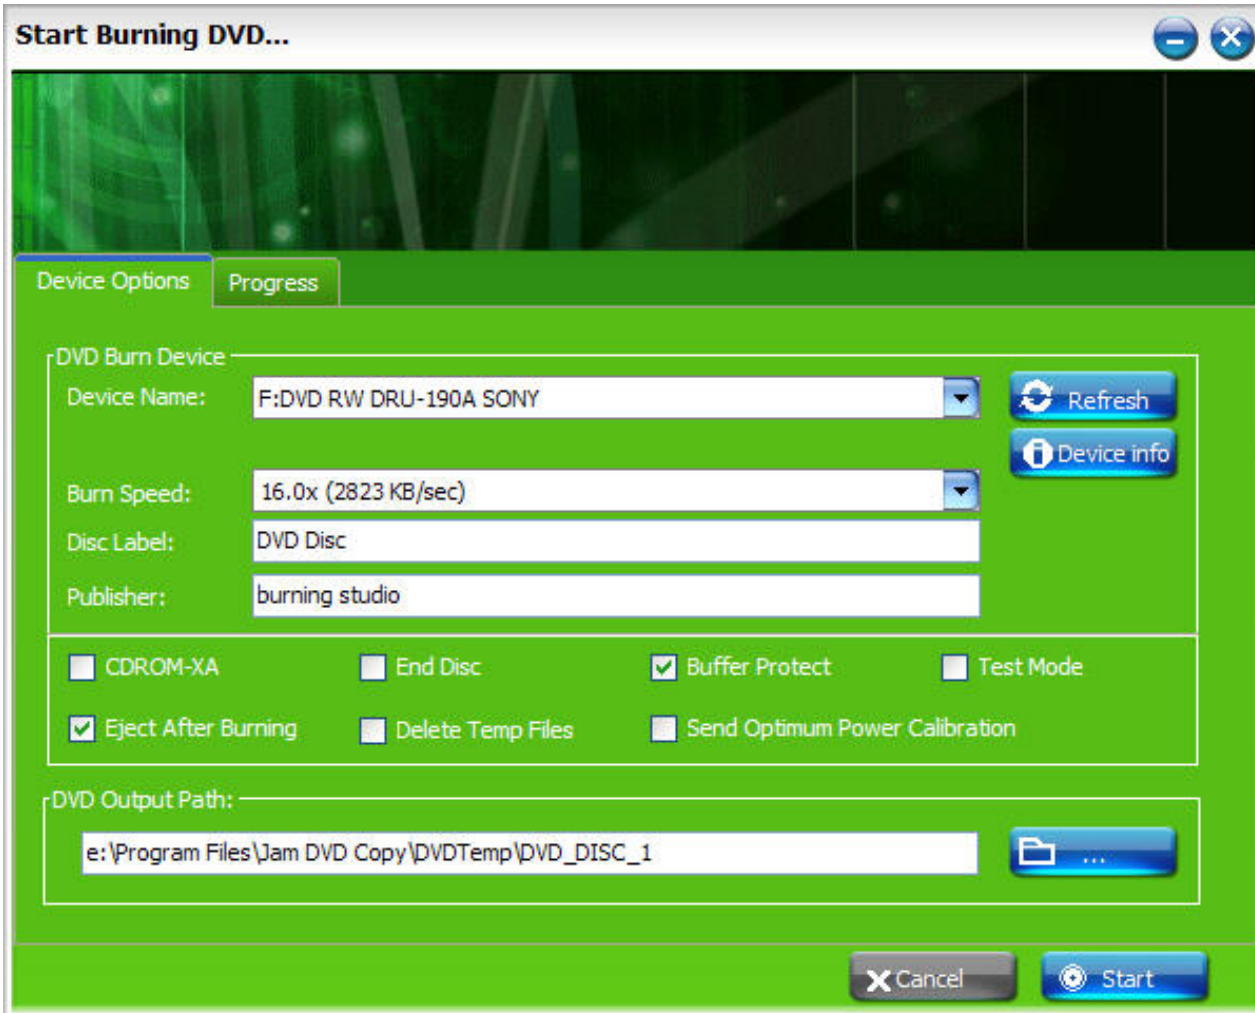 Start Burning DVD...
Device Options
Progress
DVD Burn Device
Device Name:
F:DVD RW DRU-190A SONY
Refresh
Device info
Burn Speed:
16.0x (2823 KB/sec)
Disc Label:
DVD Disc
Publisher:
burning studio
CDROM-XA
End Disc
Buffer Protect
Test Mode
Eject After Burning
Delete Temp Files
Send Optimum Power Calibration
DVD Output Path:
e:\Program Files\Jam DVD Copy\DVDTemp\DVD_DISC_1
...
Cancel
Start